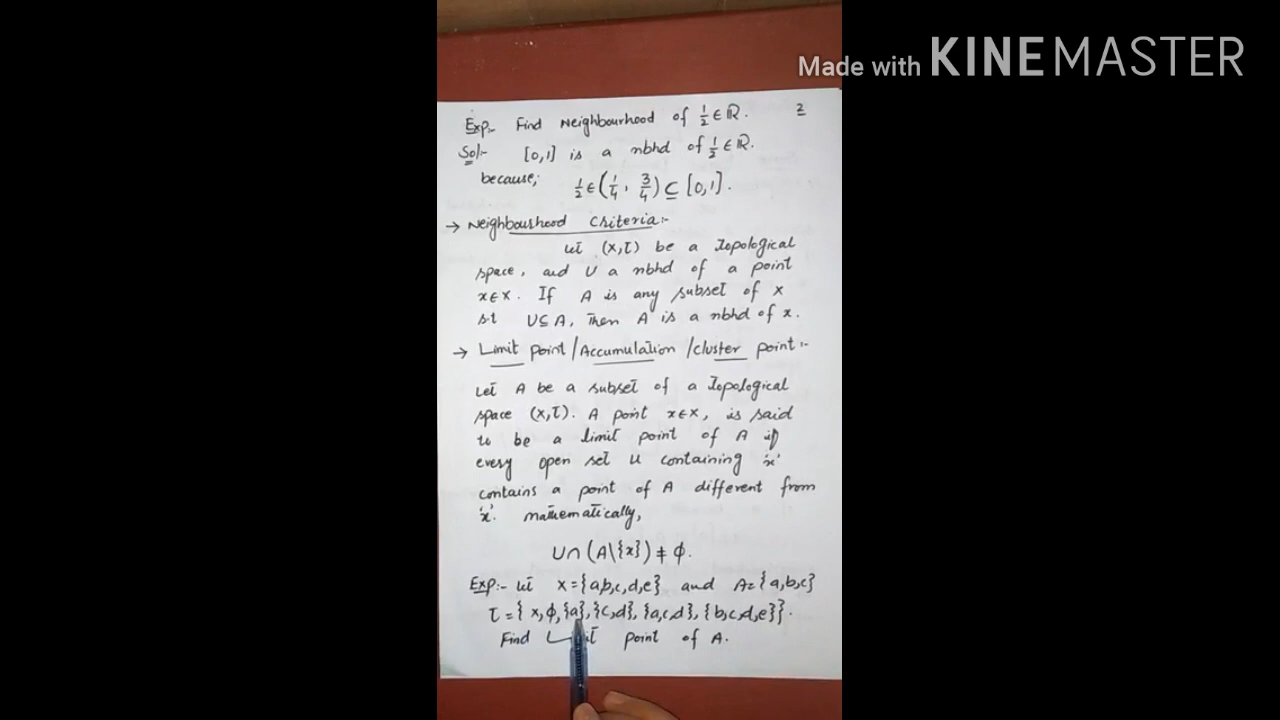 Made with KINEMASTER
2
Exp:- Find Neighbourhood of 1/2 ∈ ℝ.
Sol:- [0,1] is a nbhd of 1/2 ∈ ℝ.
because; 1/2 ∈ (1/4, 3/4) ⊆ [0,1].
→ Neighbourhood Criteria:-
Let (X,τ) be a Topological
space, and U a nbhd of a point
x∈X. If A is any subset of X
s.t U⊆A, Then A is a nbhd of x.
→ Limit point/Accumulation/cluster point:-
Let A be a subset of a Topological
space (X,τ). A point x∈X, is said
to be a limit point of A if
every open set U containing 'x'
contains a point of A different from
'x'. mathematically,
U∩(A\{x}) ≠ ϕ.
Exp:- Let X={a,b,c,d,e} and A={a,b,c}
τ={X,ϕ,{a},{c,d},{a,c,d},{b,c,d,e}}.
Find Limit point of A.